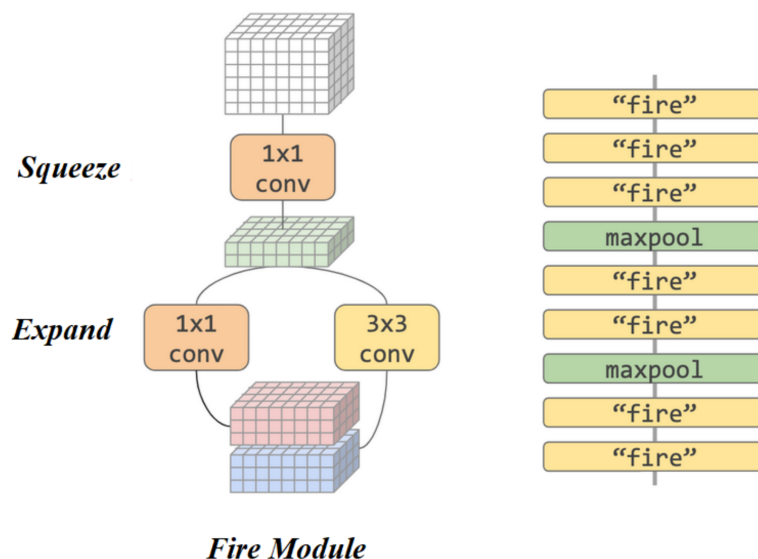 Squeeze
1x1
conv
Expand
1x1
conv
3x3
conv
Fire Module
“fire”
“fire”
“fire”
maxpool
“fire”
“fire”
maxpool
“fire”
“fire”